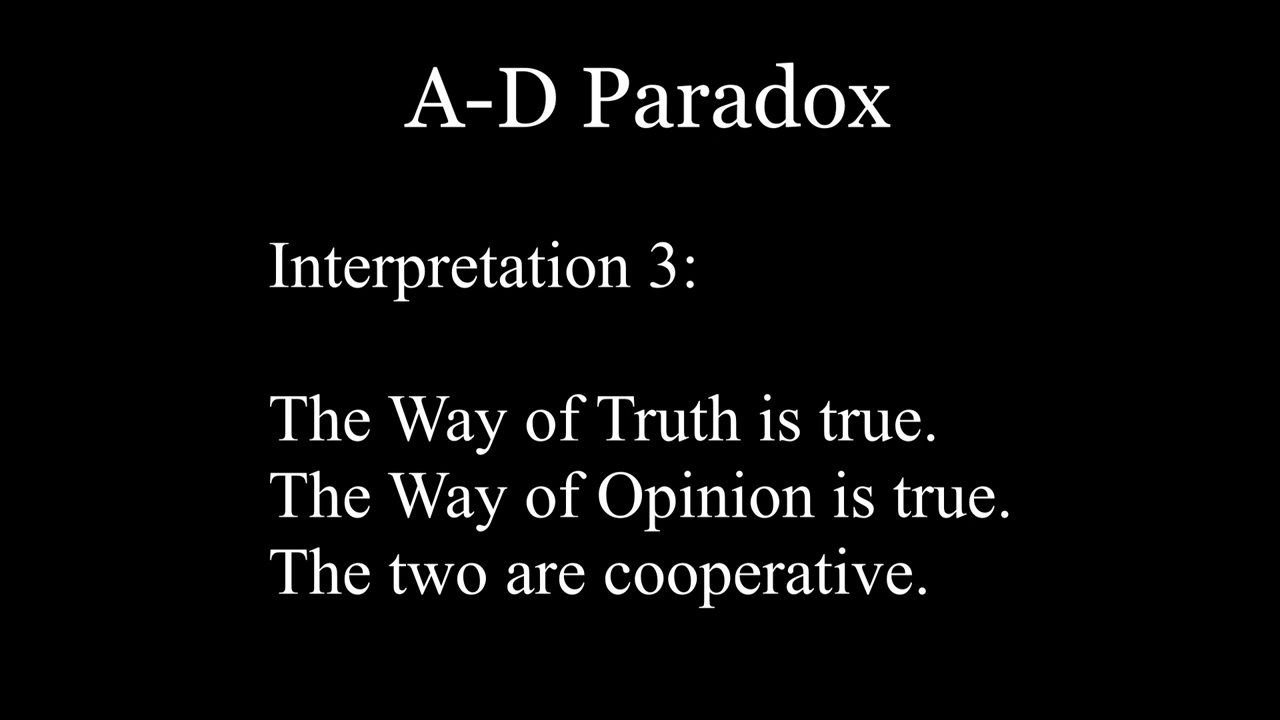 A-D Paradox
Interpretation 3:
The Way of Truth is true.
The Way of Opinion is true.
The two are cooperative.